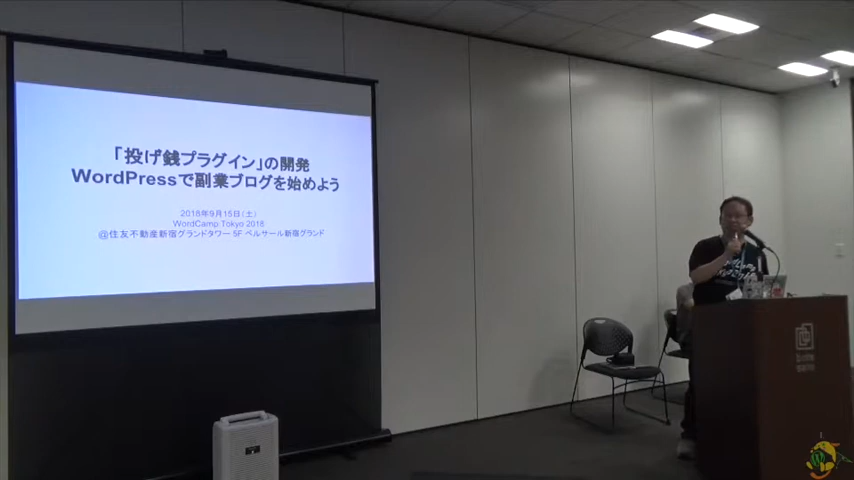 「投げ銭プラグイン」の開発
WordPressで副業ブログを始めよう
2018年9月15日（土）
WordCamp Tokyo 2018
@住友不動産新宿グランドタワー 5F ベルサール新宿グランド